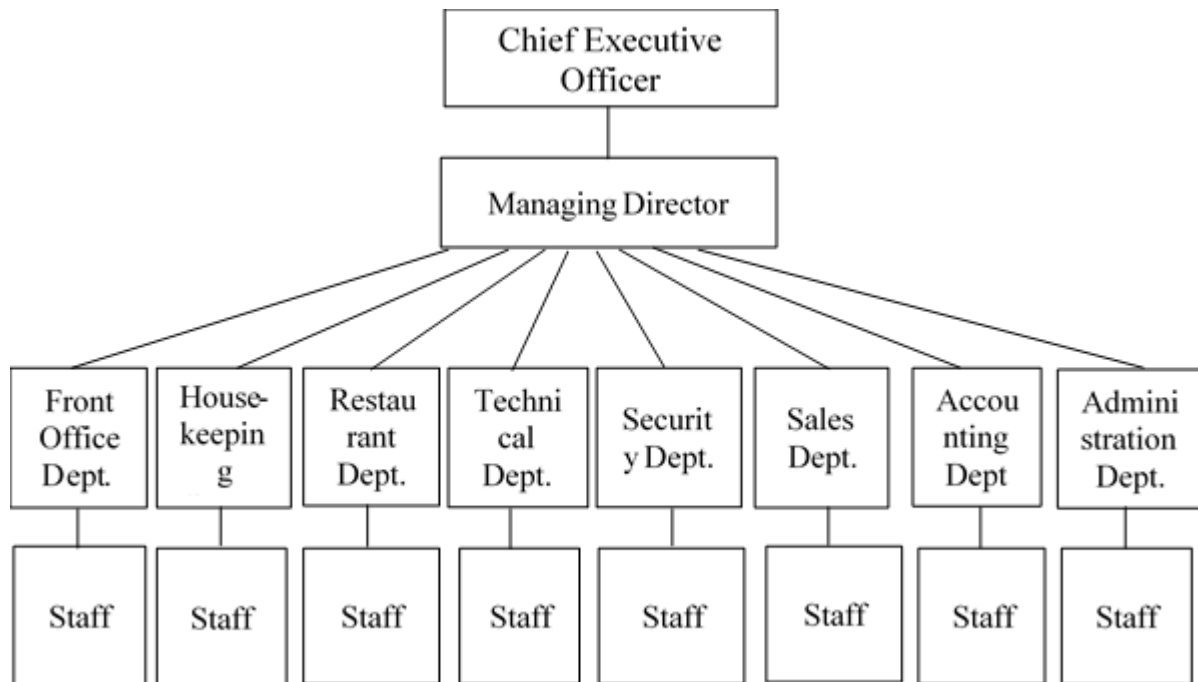 Chief Executive
Officer
Managing Director
Front
Office
Dept.
House-
keepin
g
Restau
rant
Dept.
Techni
cal
Dept.
Securit
y Dept.
Sales
Dept.
Accou
nting
Dept
Admini
stration
Dept.
Staff
Staff
Staff
Staff
Staff
Staff
Staff
Staff